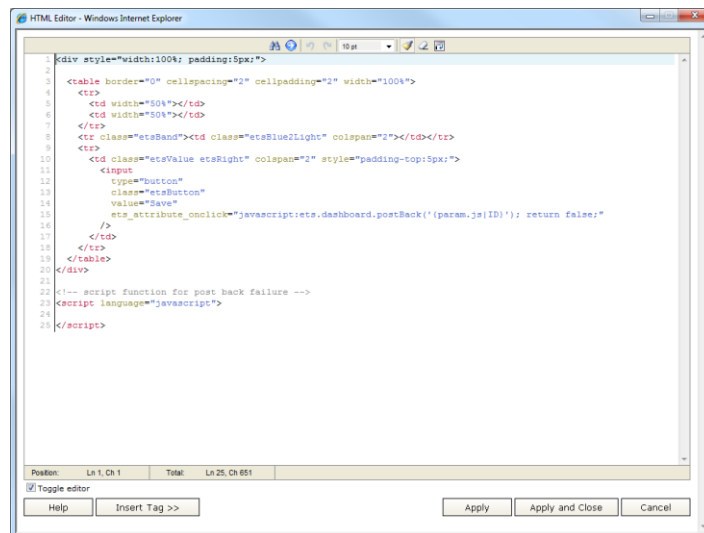 HTML Editor - Windows Internet Explorer
10 pt
1 <div style="width:100%; padding:5px;">
2
3 <table border="0" cellspacing="2" cellpadding="2" width="100%">
4 <tr>
5 <td width="50%"></td>
6 <td width="50%"></td>
7 </tr>
8 <tr class="etsBand"><td class="etsBlue2Light" colspan="2"></td></tr>
9 <tr>
10 <td class="etsValue etsRight" colspan="2" style="padding-top:5px;">
11 <input
12 type="button"
13 class="etsButton"
14 value="Save"
15 ets_attribute_onclick="javascript:ets.dashboard.postBack('(param.js|ID)'); return false;"
16 />
17 </td>
18 </tr>
19 </table>
20 </div>
21
22 <!-- script function for post back failure -->
23 <script language="javascript">
24
25 </script>
Position: Ln 1, Ch 1 Total: Ln 25, Ch 651
Toggle editor
Help Insert Tag >> Apply Apply and Close Cancel